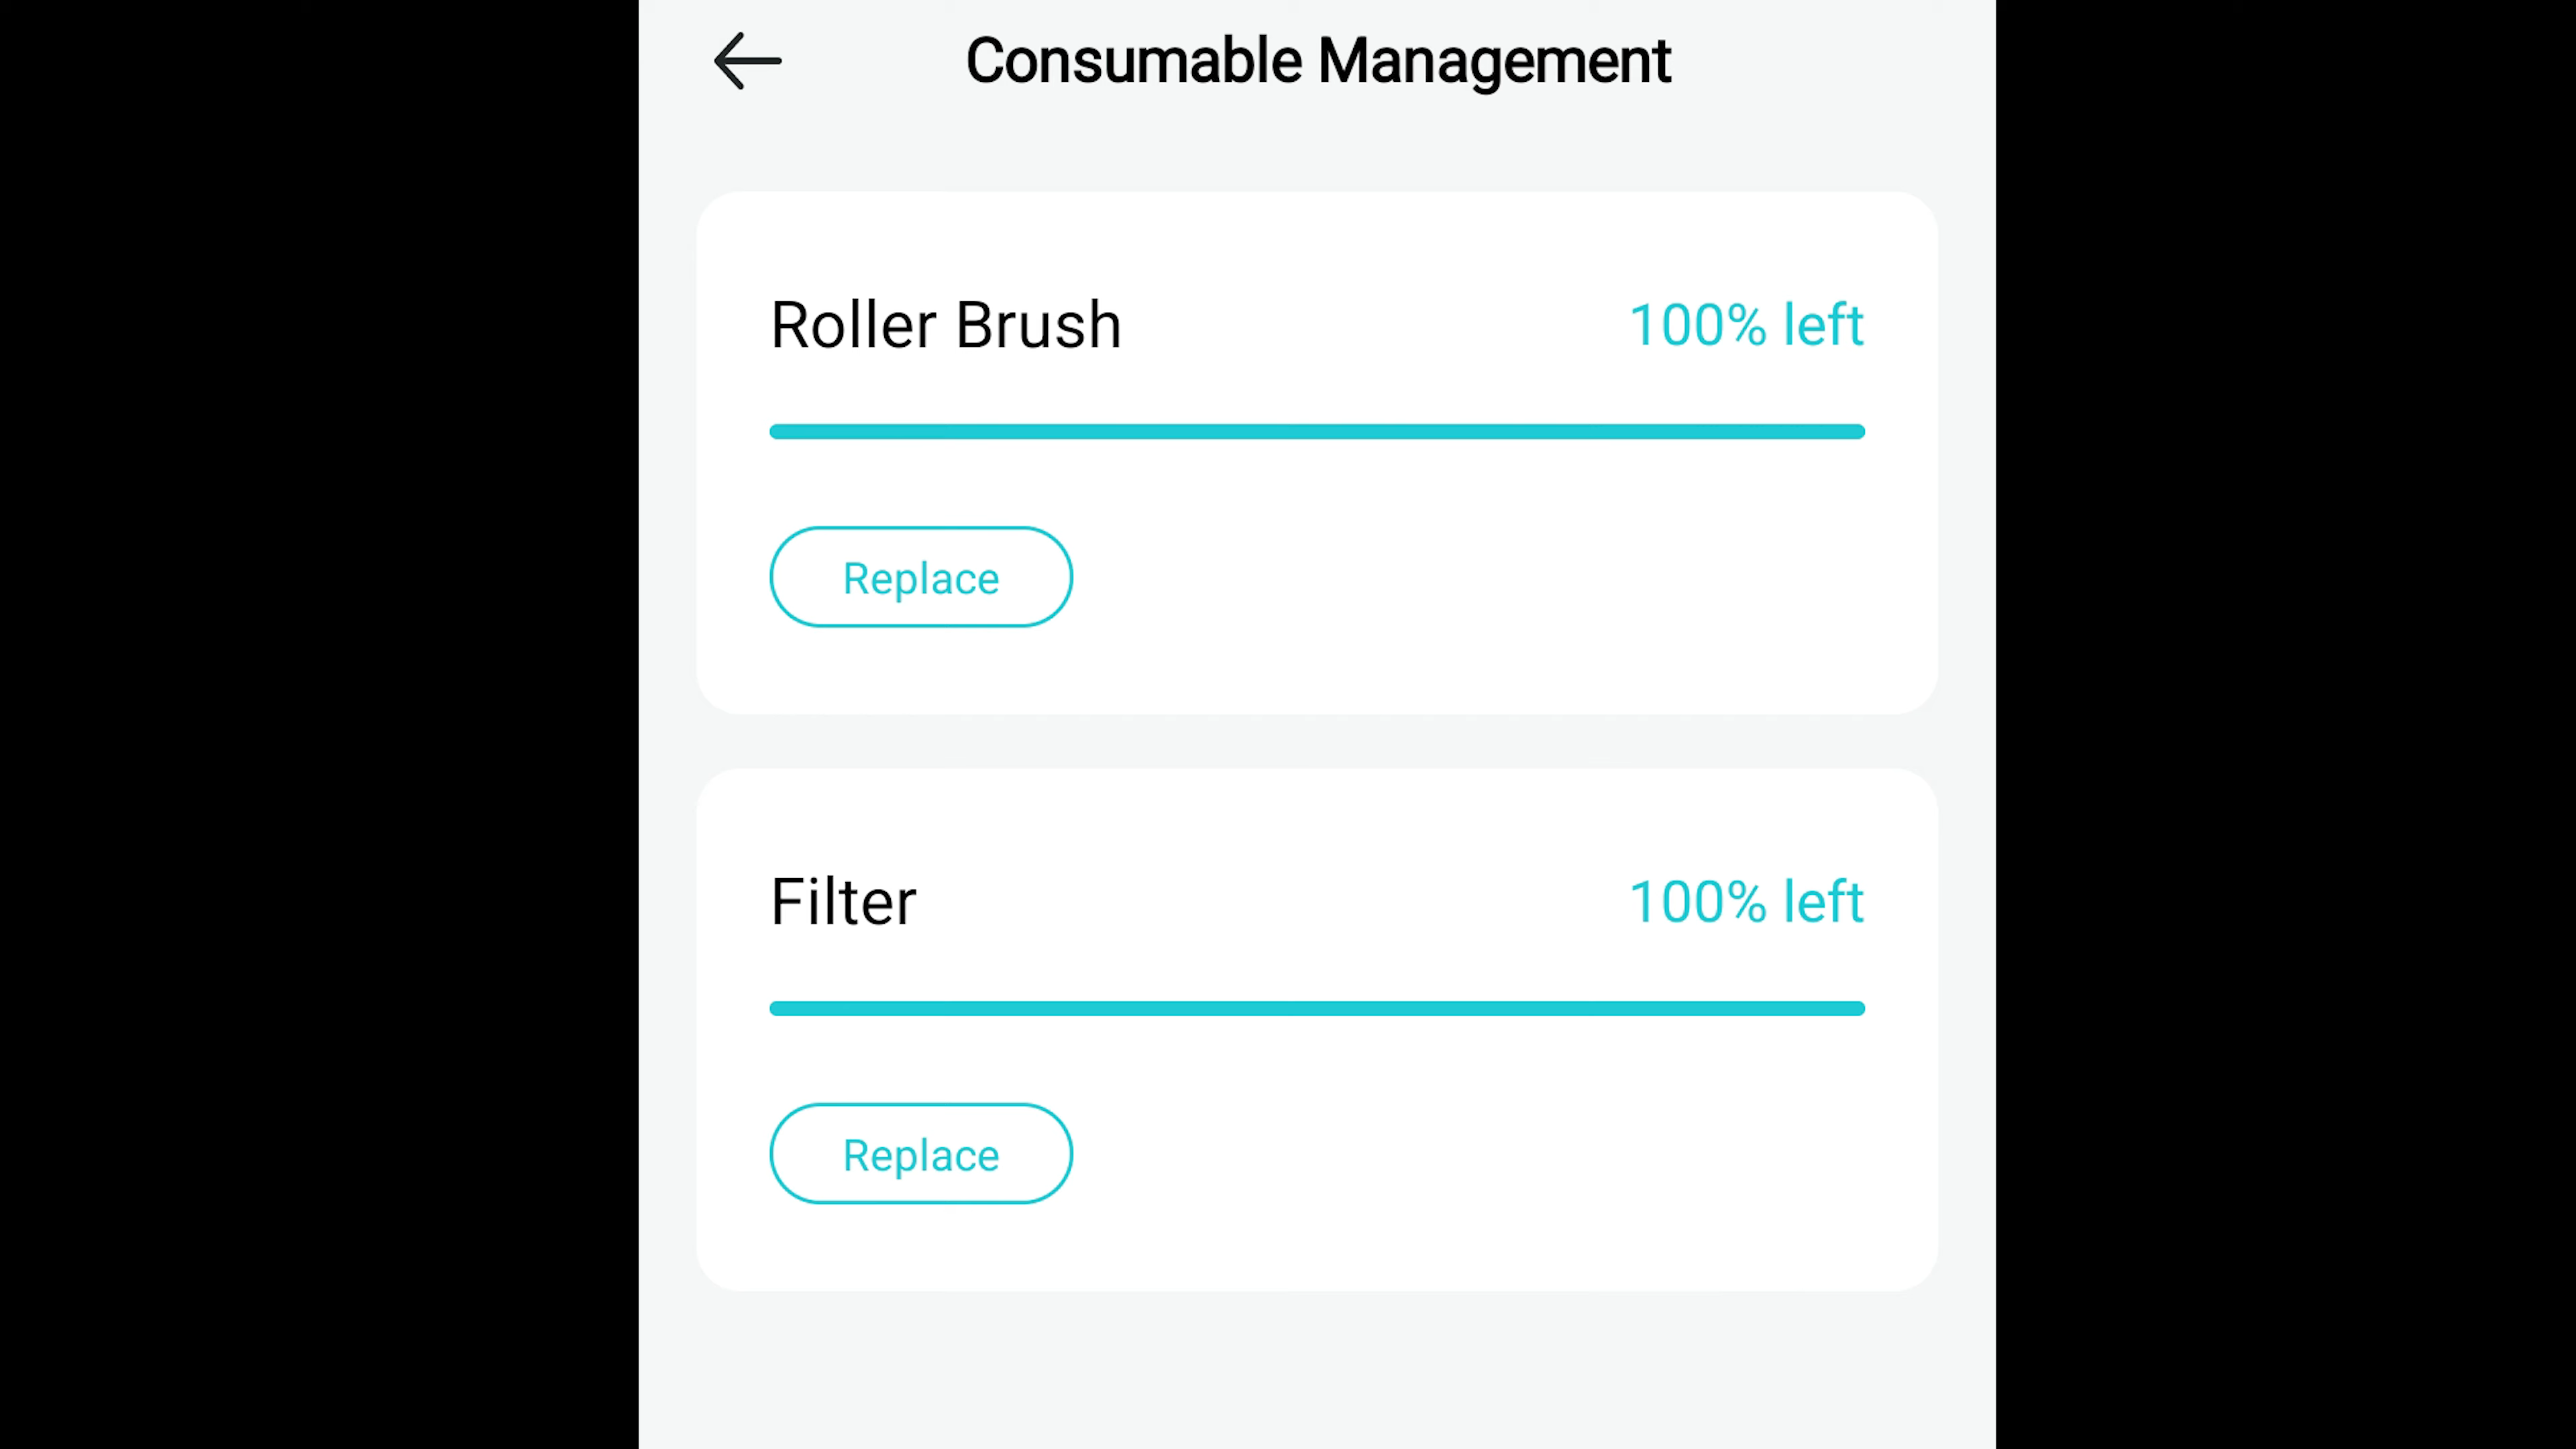 Consumable Management
Roller Brush
100% left
Replace
Filter
100% left
Replace